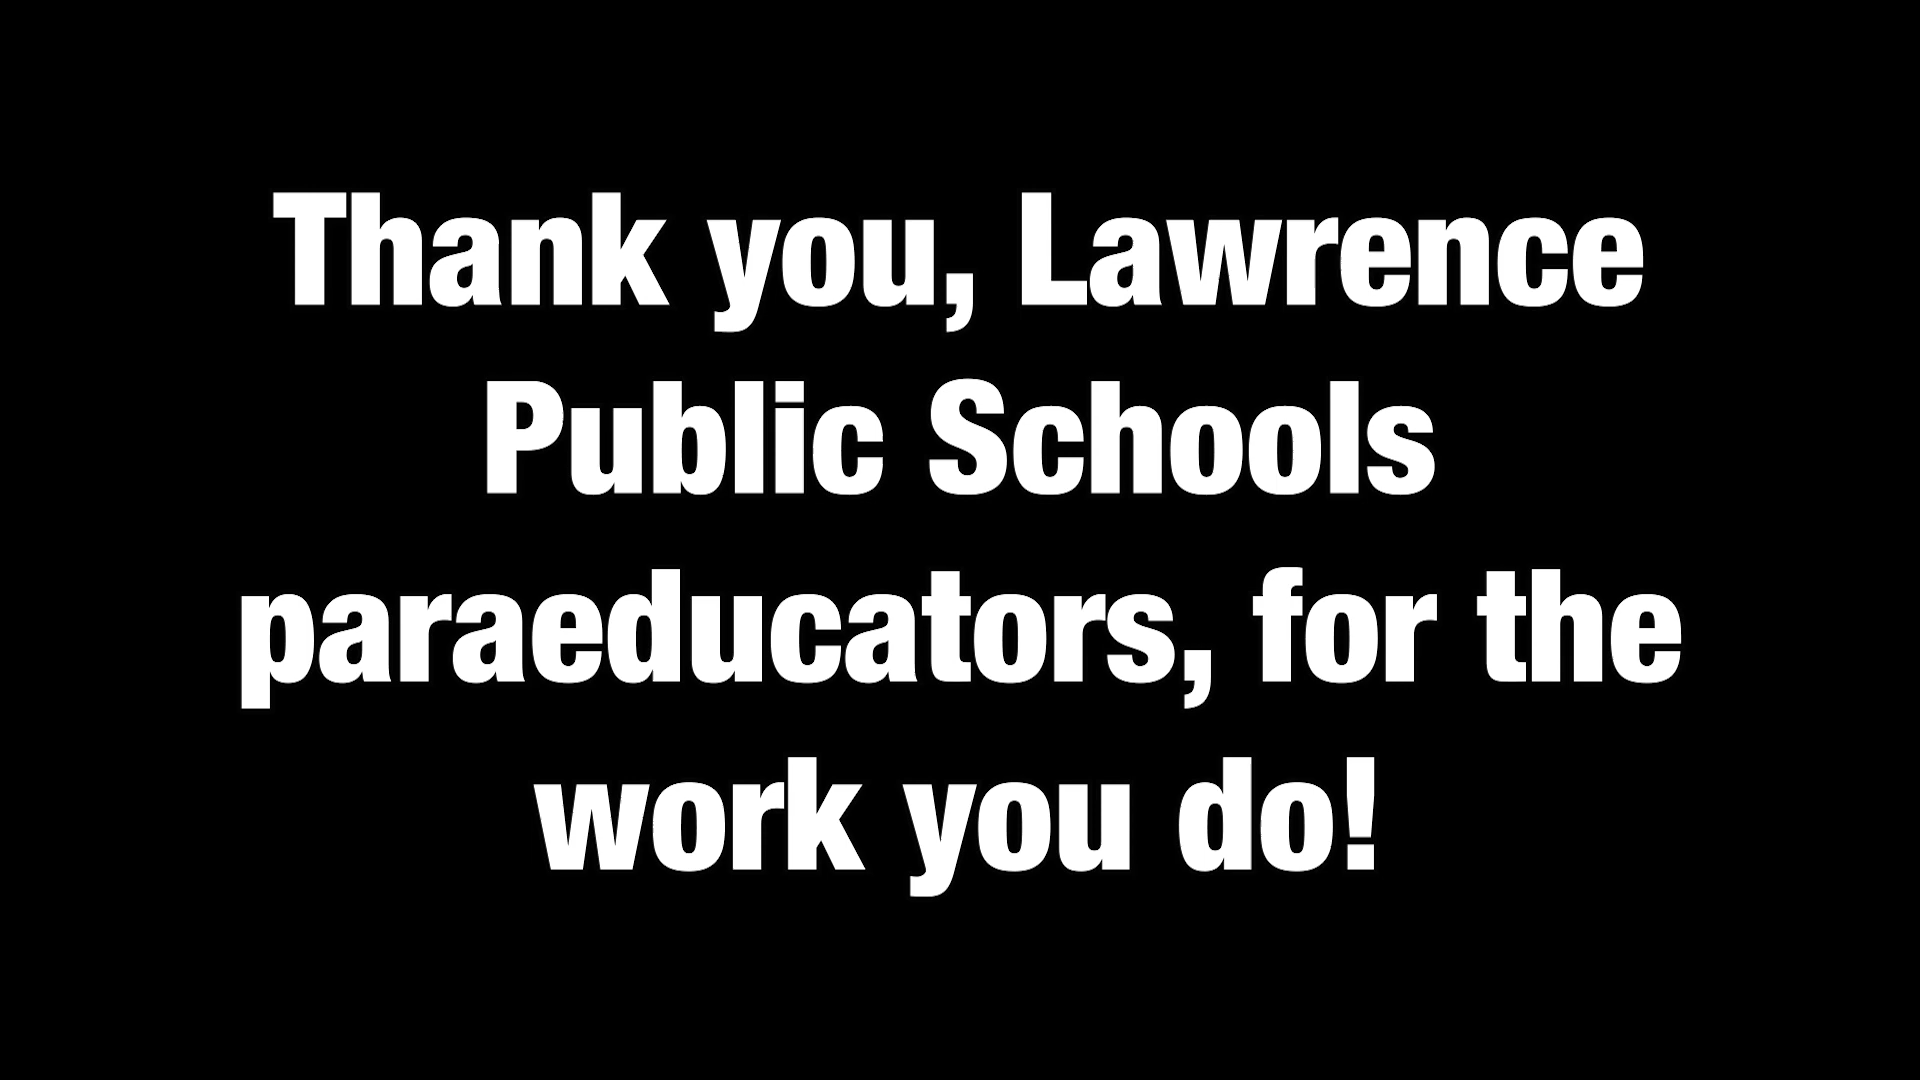 Thank you, Lawrence
Public Schools
paraeducators, for the
work you do!